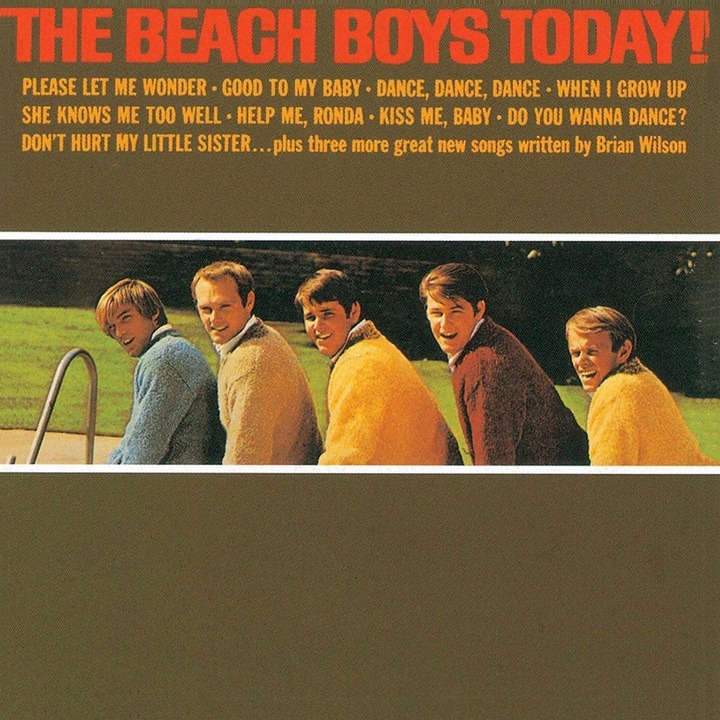 THE BEACH BOYS TODAY!
PLEASE LET ME WONDER · GOOD TO MY BABY · DANCE, DANCE, DANCE · WHEN I GROW UP
SHE KNOWS ME TOO WELL · HELP ME, RONDA · KISS ME, BABY · DO YOU WANNA DANCE?
DON'T HURT MY LITTLE SISTER...plus three more great new songs written by Brian Wilson